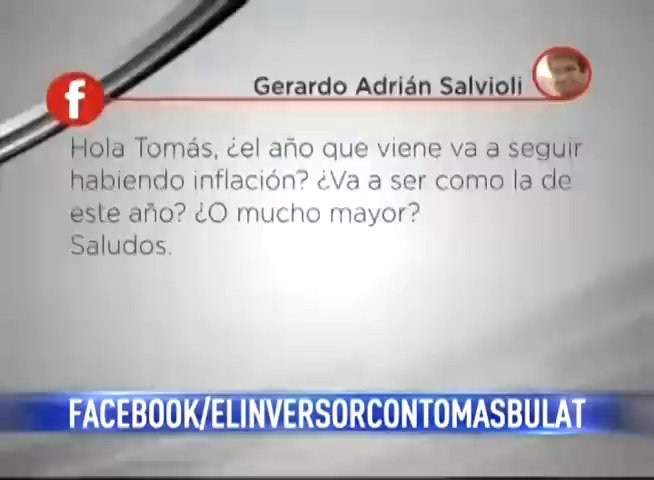 f
Gerardo Adrián Salvioli
Hola Tomás, ¿el año que viene va a seguir
habiendo inflación? ¿Va a ser como la de
este año? ¿O mucho mayor?
Saludos.
FACEBOOK/ELINVERSORCONTOMASBULAT